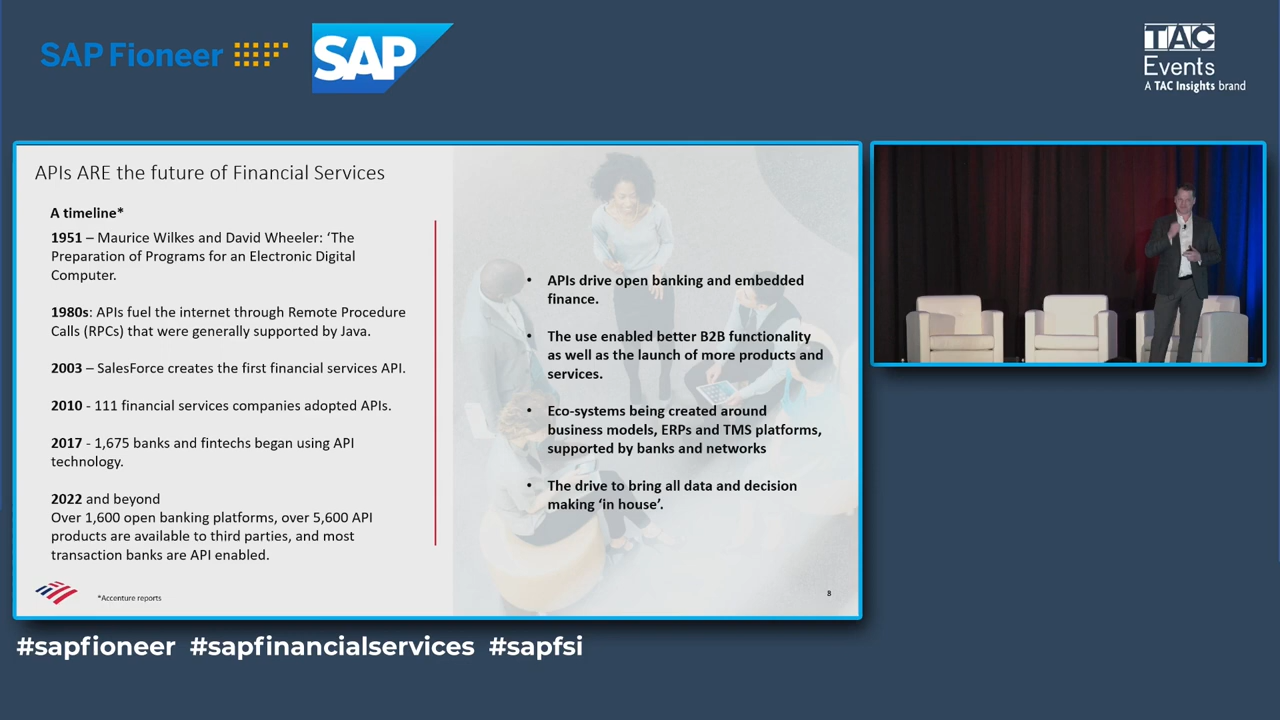 SAP Fioneer
SAP
TAC
Events
A TAC Insights brand
APIs ARE the future of Financial Services
A timeline*
1951 – Maurice Wilkes and David Wheeler: ‘The
Preparation of Programs for an Electronic Digital
Computer.
1980s: APIs fuel the internet through Remote Procedure
Calls (RPCs) that were generally supported by Java.
2003 – SalesForce creates the first financial services API.
2010 - 111 financial services companies adopted APIs.
2017 - 1,675 banks and fintechs began using API
technology.
2022 and beyond
Over 1,600 open banking platforms, over 5,600 API
products are available to third parties, and most
transaction banks are API enabled.
*Accenture reports
• APIs drive open banking and embedded
finance.
• The use enabled better B2B functionality
as well as the launch of more products and
services.
• Eco-systems being created around
business models, ERPs and TMS platforms,
supported by banks and networks
• The drive to bring all data and decision
making ‘in house’.
8
#sapfioneer #sapfinancialservices #sapfsi